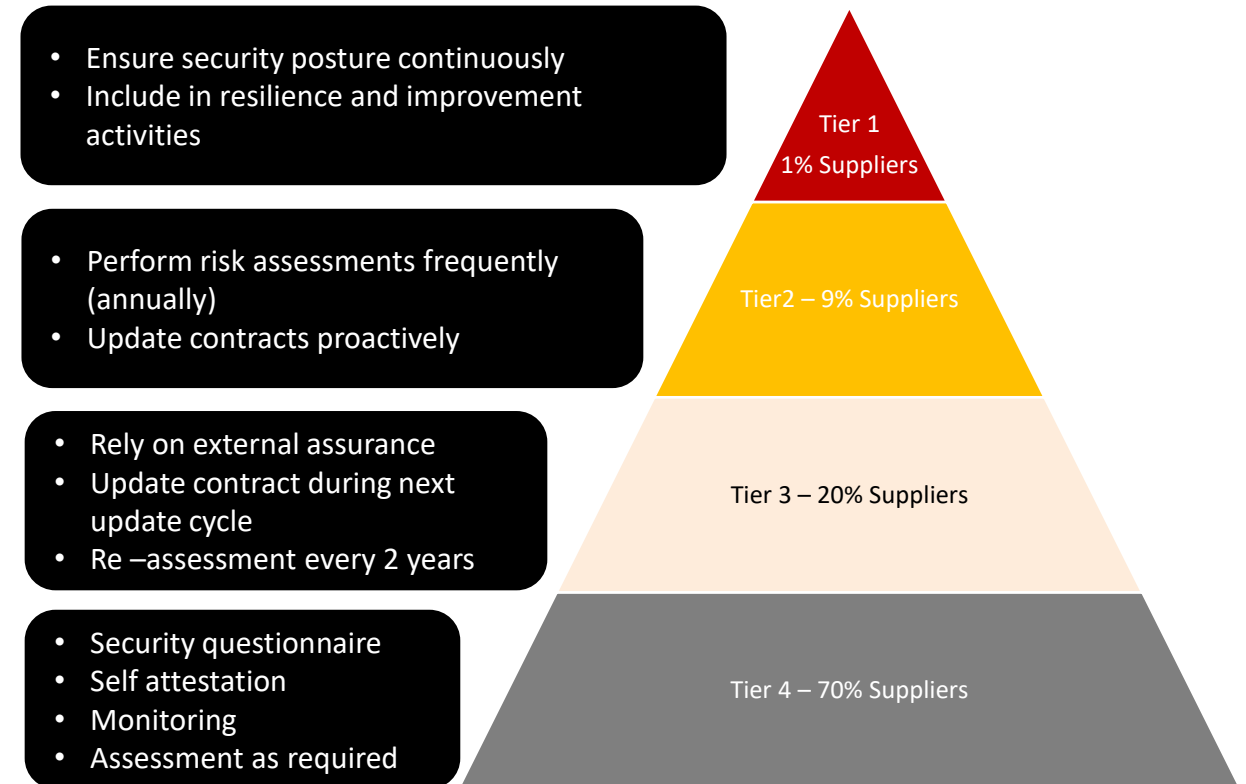 • Ensure security posture continuously
• Include in resilience and improvement
activities
Tier 1
1% Suppliers
• Perform risk assessments frequently
(annually)
• Update contracts proactively
Tier2 – 9% Suppliers
• Rely on external assurance
• Update contract during next
update cycle
• Re –assessment every 2 years
Tier 3 – 20% Suppliers
• Security questionnaire
• Self attestation
• Monitoring
• Assessment as required
Tier 4 – 70% Suppliers